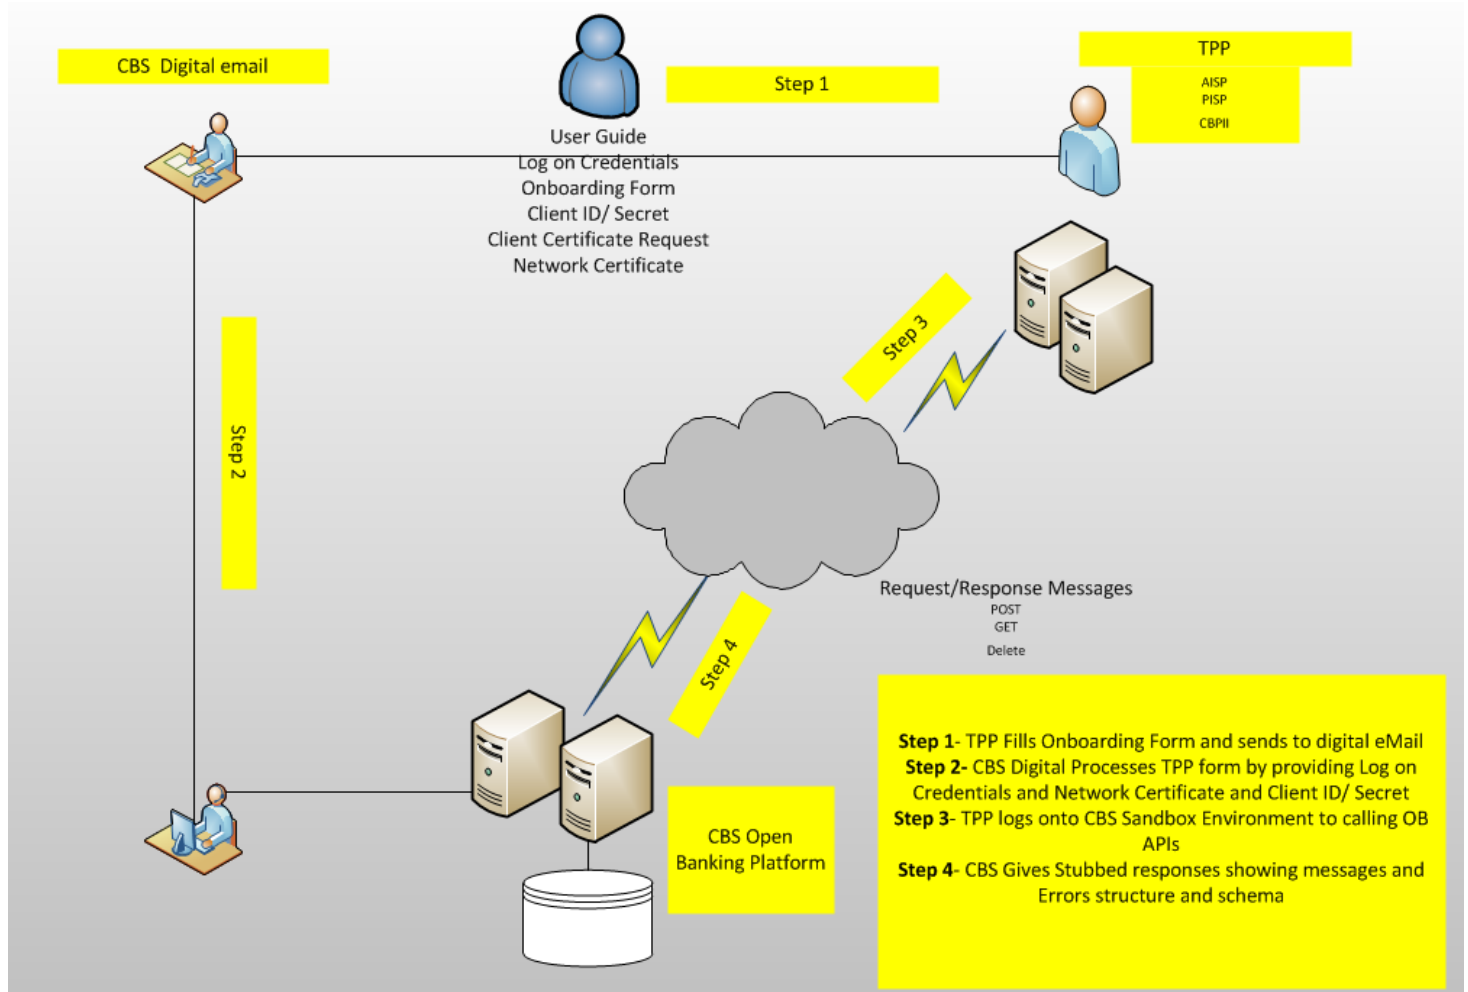 CBS  Digital email
Step 1
TPP
AISP
PISP
CBPII
User Guide
Log on Credentials
Onboarding Form
Client ID/ Secret
Client Certificate Request
Network Certificate
Step 3
Step 2
Request/Response Messages
POST
GET
Delete
Step 4
CBS Open
Banking Platform
Step 1- TPP Fills Onboarding Form and sends to digital eMail
Step 2- CBS Digital Processes TPP form by providing Log on
Credentials and Network Certificate and Client ID/ Secret
Step 3- TPP logs onto CBS Sandbox Environment to calling OB
APIs
Step 4- CBS Gives Stubbed responses showing messages and
Errors structure and schema